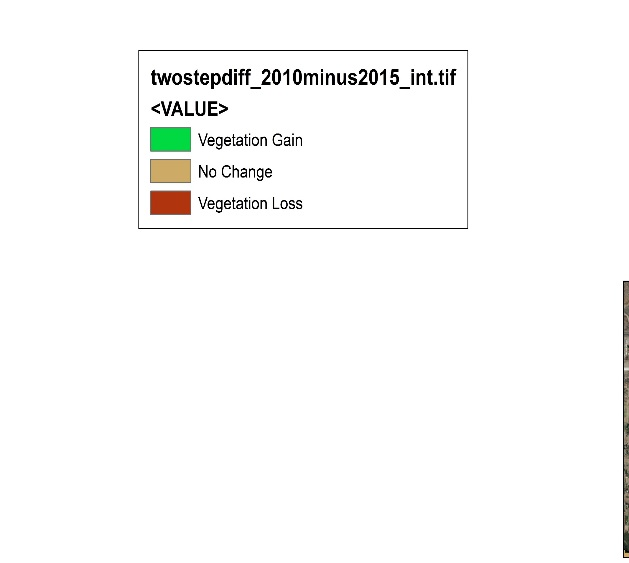 twostepdiff_2010minus2015_int.tif
<VALUE>
Vegetation Gain
No Change
Vegetation Loss